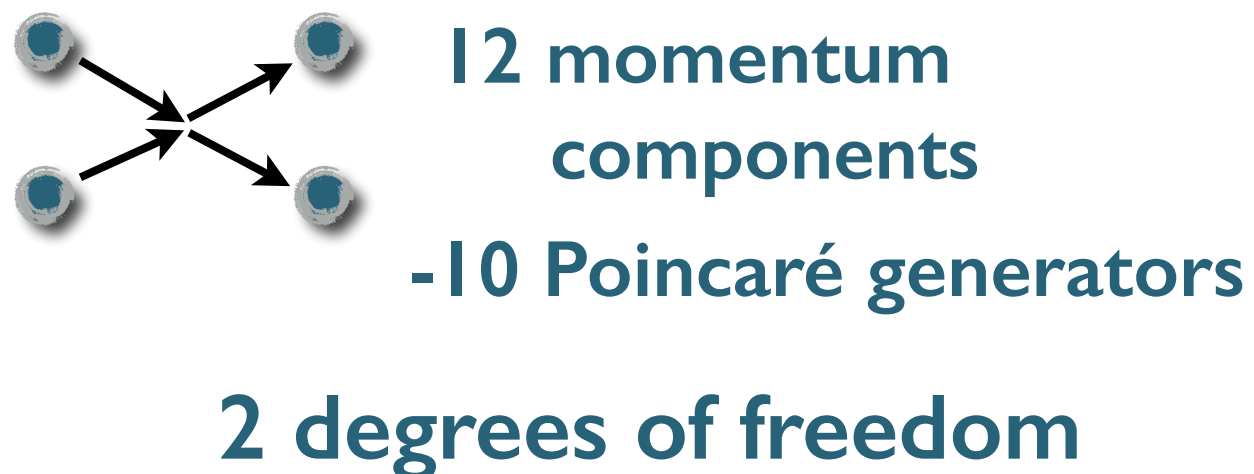 12 momentum
components
-10 Poincaré generators
2 degrees of freedom